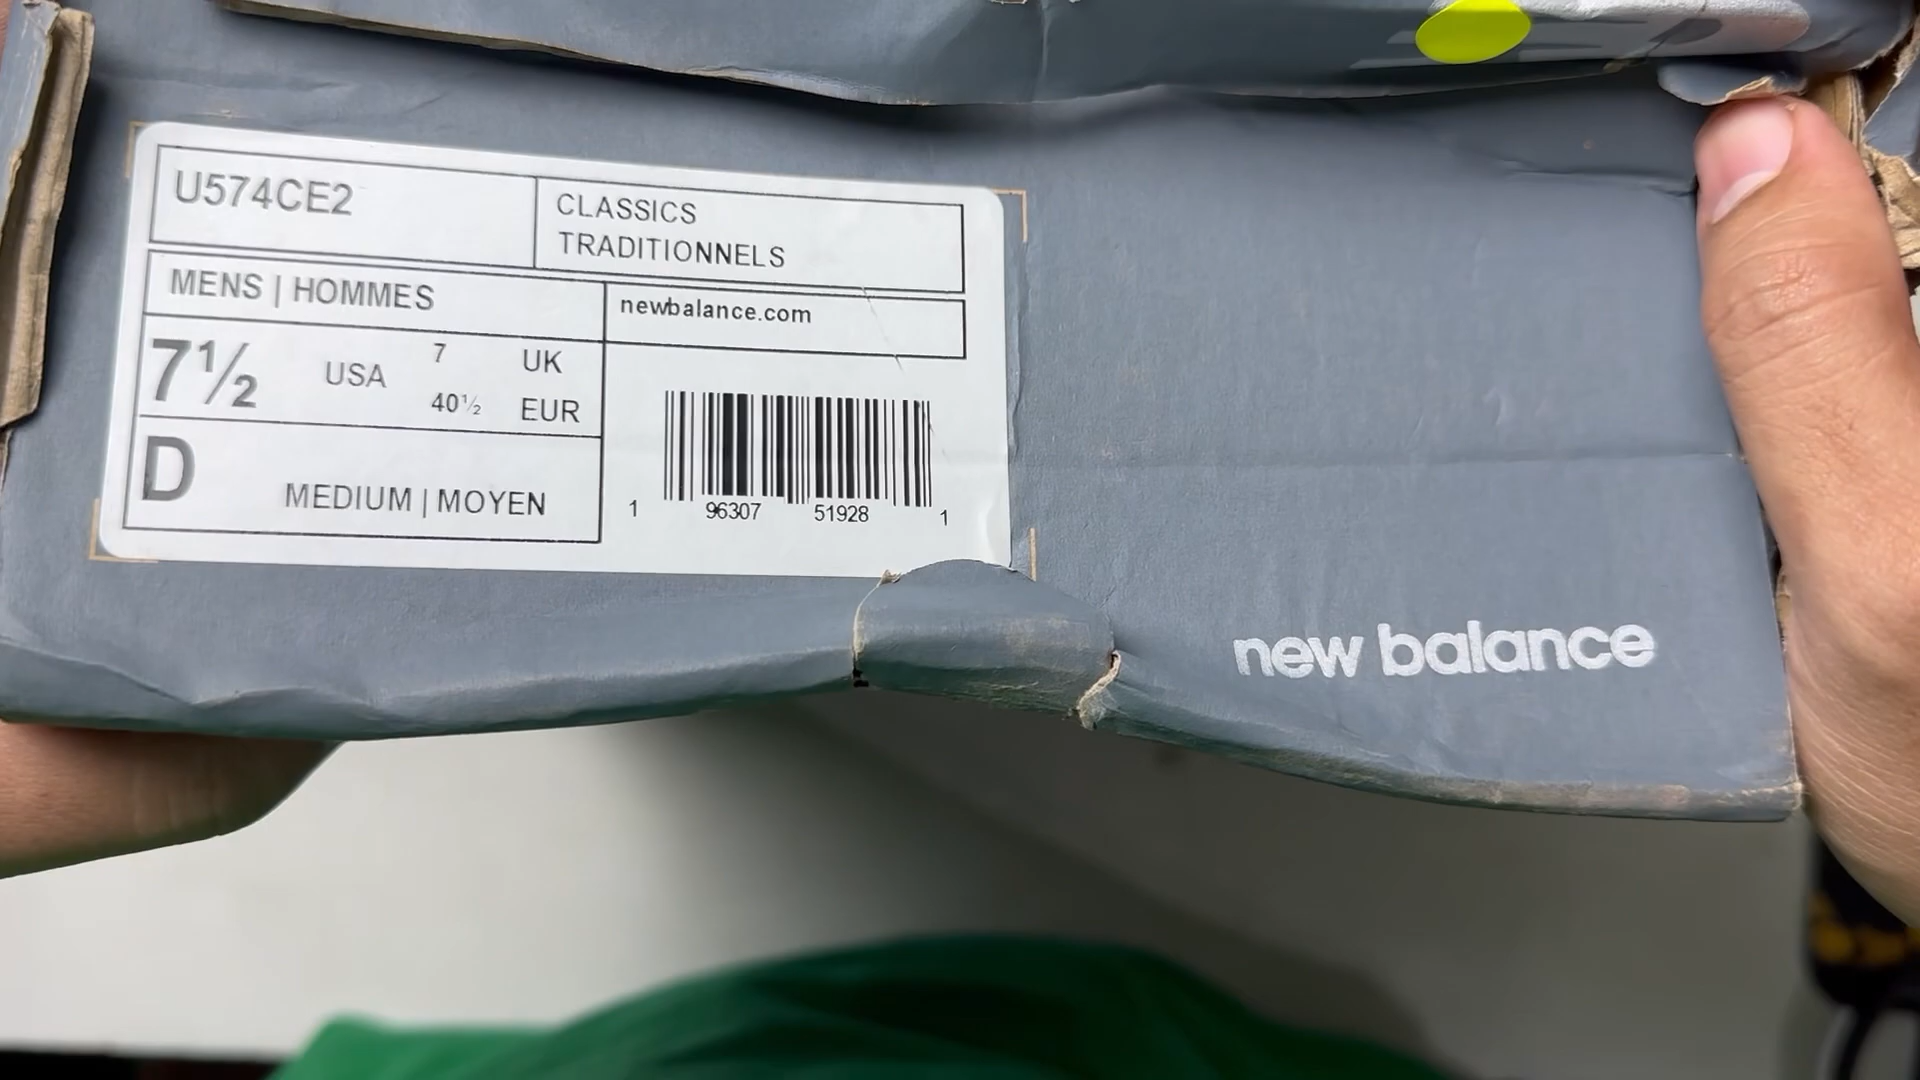 U574CE2
CLASSICS
TRADITIONNELS
MENS | HOMMES
newbalance.com
7½ USA 7 UK
40½ EUR
D MEDIUM | MOYEN
1 96307 51928 1
new balance